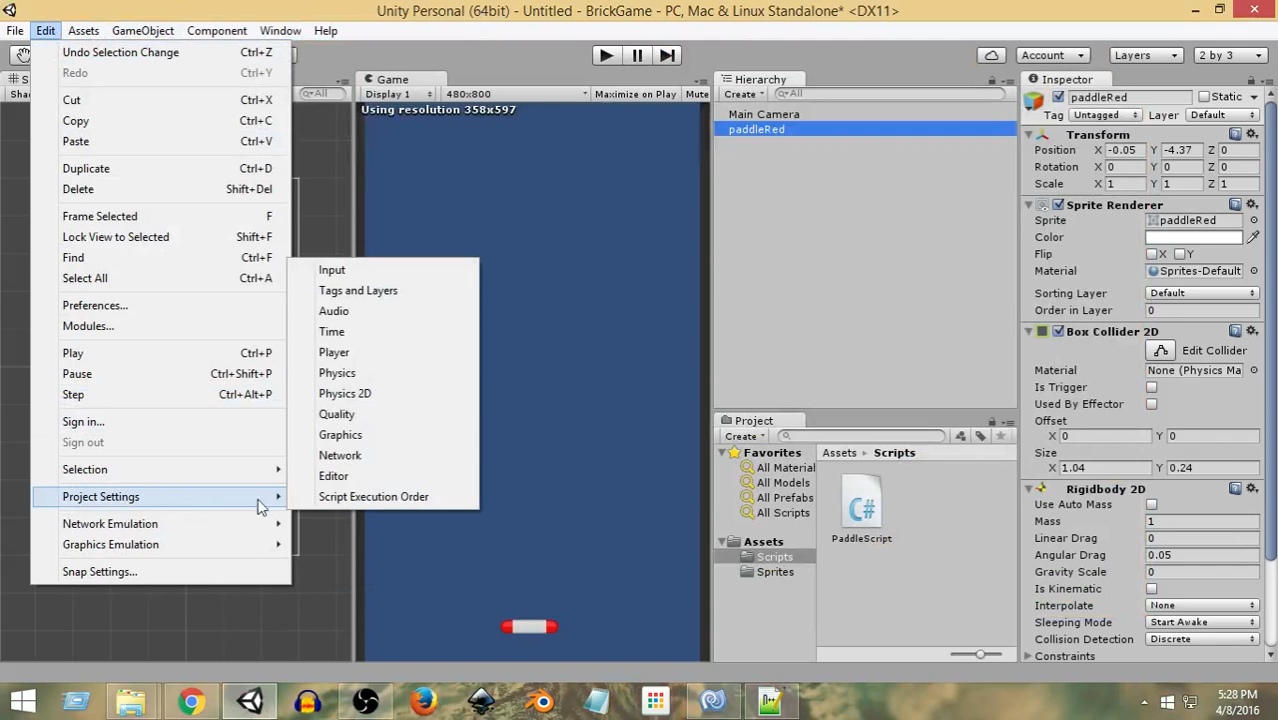 Unity Personal (64bit) - Untitled - BrickGame - PC, Mac & Linux Standalone* <DX11>
File Edit Assets GameObject Component Window Help
Account Layers 2 by 3
Undo Selection Change Ctrl+Z
Redo Ctrl+Y
Cut Ctrl+X
Copy Ctrl+C
Paste Ctrl+V
Duplicate Ctrl+D
Delete Shift+Del
Frame Selected F
Lock View to Selected Shift+F
Find Ctrl+F
Select All Ctrl+A
Preferences...
Modules...
Play Ctrl+P
Pause Ctrl+Shift+P
Step Ctrl+Alt+P
Sign in...
Sign out
Selection
Project Settings
Network Emulation
Graphics Emulation
Snap Settings...
Input
Tags and Layers
Audio
Time
Player
Physics
Physics 2D
Quality
Graphics
Network
Editor
Script Execution Order
All
Game
Display 1 480x800 Maximize on Play Mute
Using resolution 358x597
Hierarchy
Create All
Main Camera
paddleRed
Project
Create
Favorites
All Material
All Models
All Prefabs
All Scripts
Assets
Scripts
Sprites
Assets Scripts
C#
PaddleScript
Inspector
paddleRed Static
Tag Untagged Layer Default
Transform
Position X -0.05 Y -4.37 Z 0
Rotation X 0 Y 0 Z 0
Scale X 1 Y 1 Z 1
Sprite Renderer
Sprite paddleRed
Color
Flip X Y
Material Sprites-Default
Sorting Layer Default
Order in Layer 0
Box Collider 2D
Edit Collider
Material None (Physics Ma
Is Trigger
Used By Effector
Offset
X 0 Y 0
Size
X 1.04 Y 0.24
Rigidbody 2D
Use Auto Mass
Mass 1
Linear Drag 0
Angular Drag 0.05
Gravity Scale 0
Is Kinematic
Interpolate None
Sleeping Mode Start Awake
Collision Detection Discrete
Constraints
5:28 PM
4/8/2016